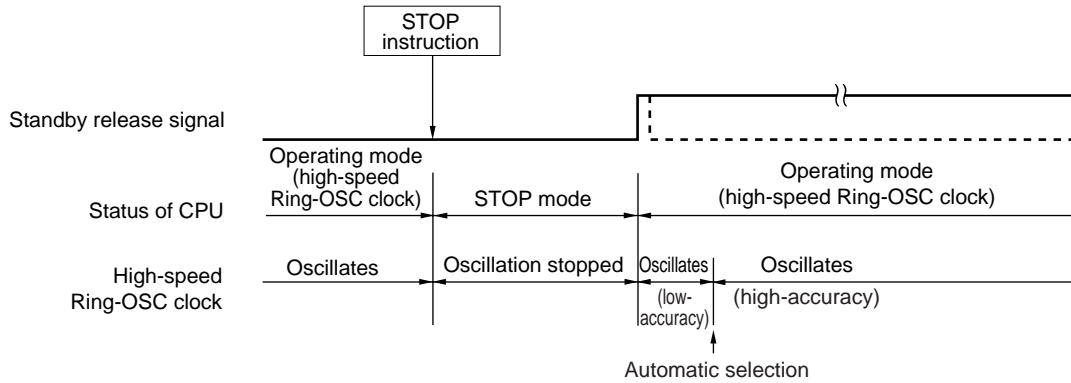 STOP
instruction
Standby release signal
Operating mode
(high-speed
Ring-OSC clock)
Status of CPU
STOP mode
Operating mode
(high-speed Ring-OSC clock)
High-speed
Ring-OSC clock
Oscillates
Oscillation stopped
Oscillates
(low-
accuracy)
Oscillates
(high-accuracy)
Automatic selection